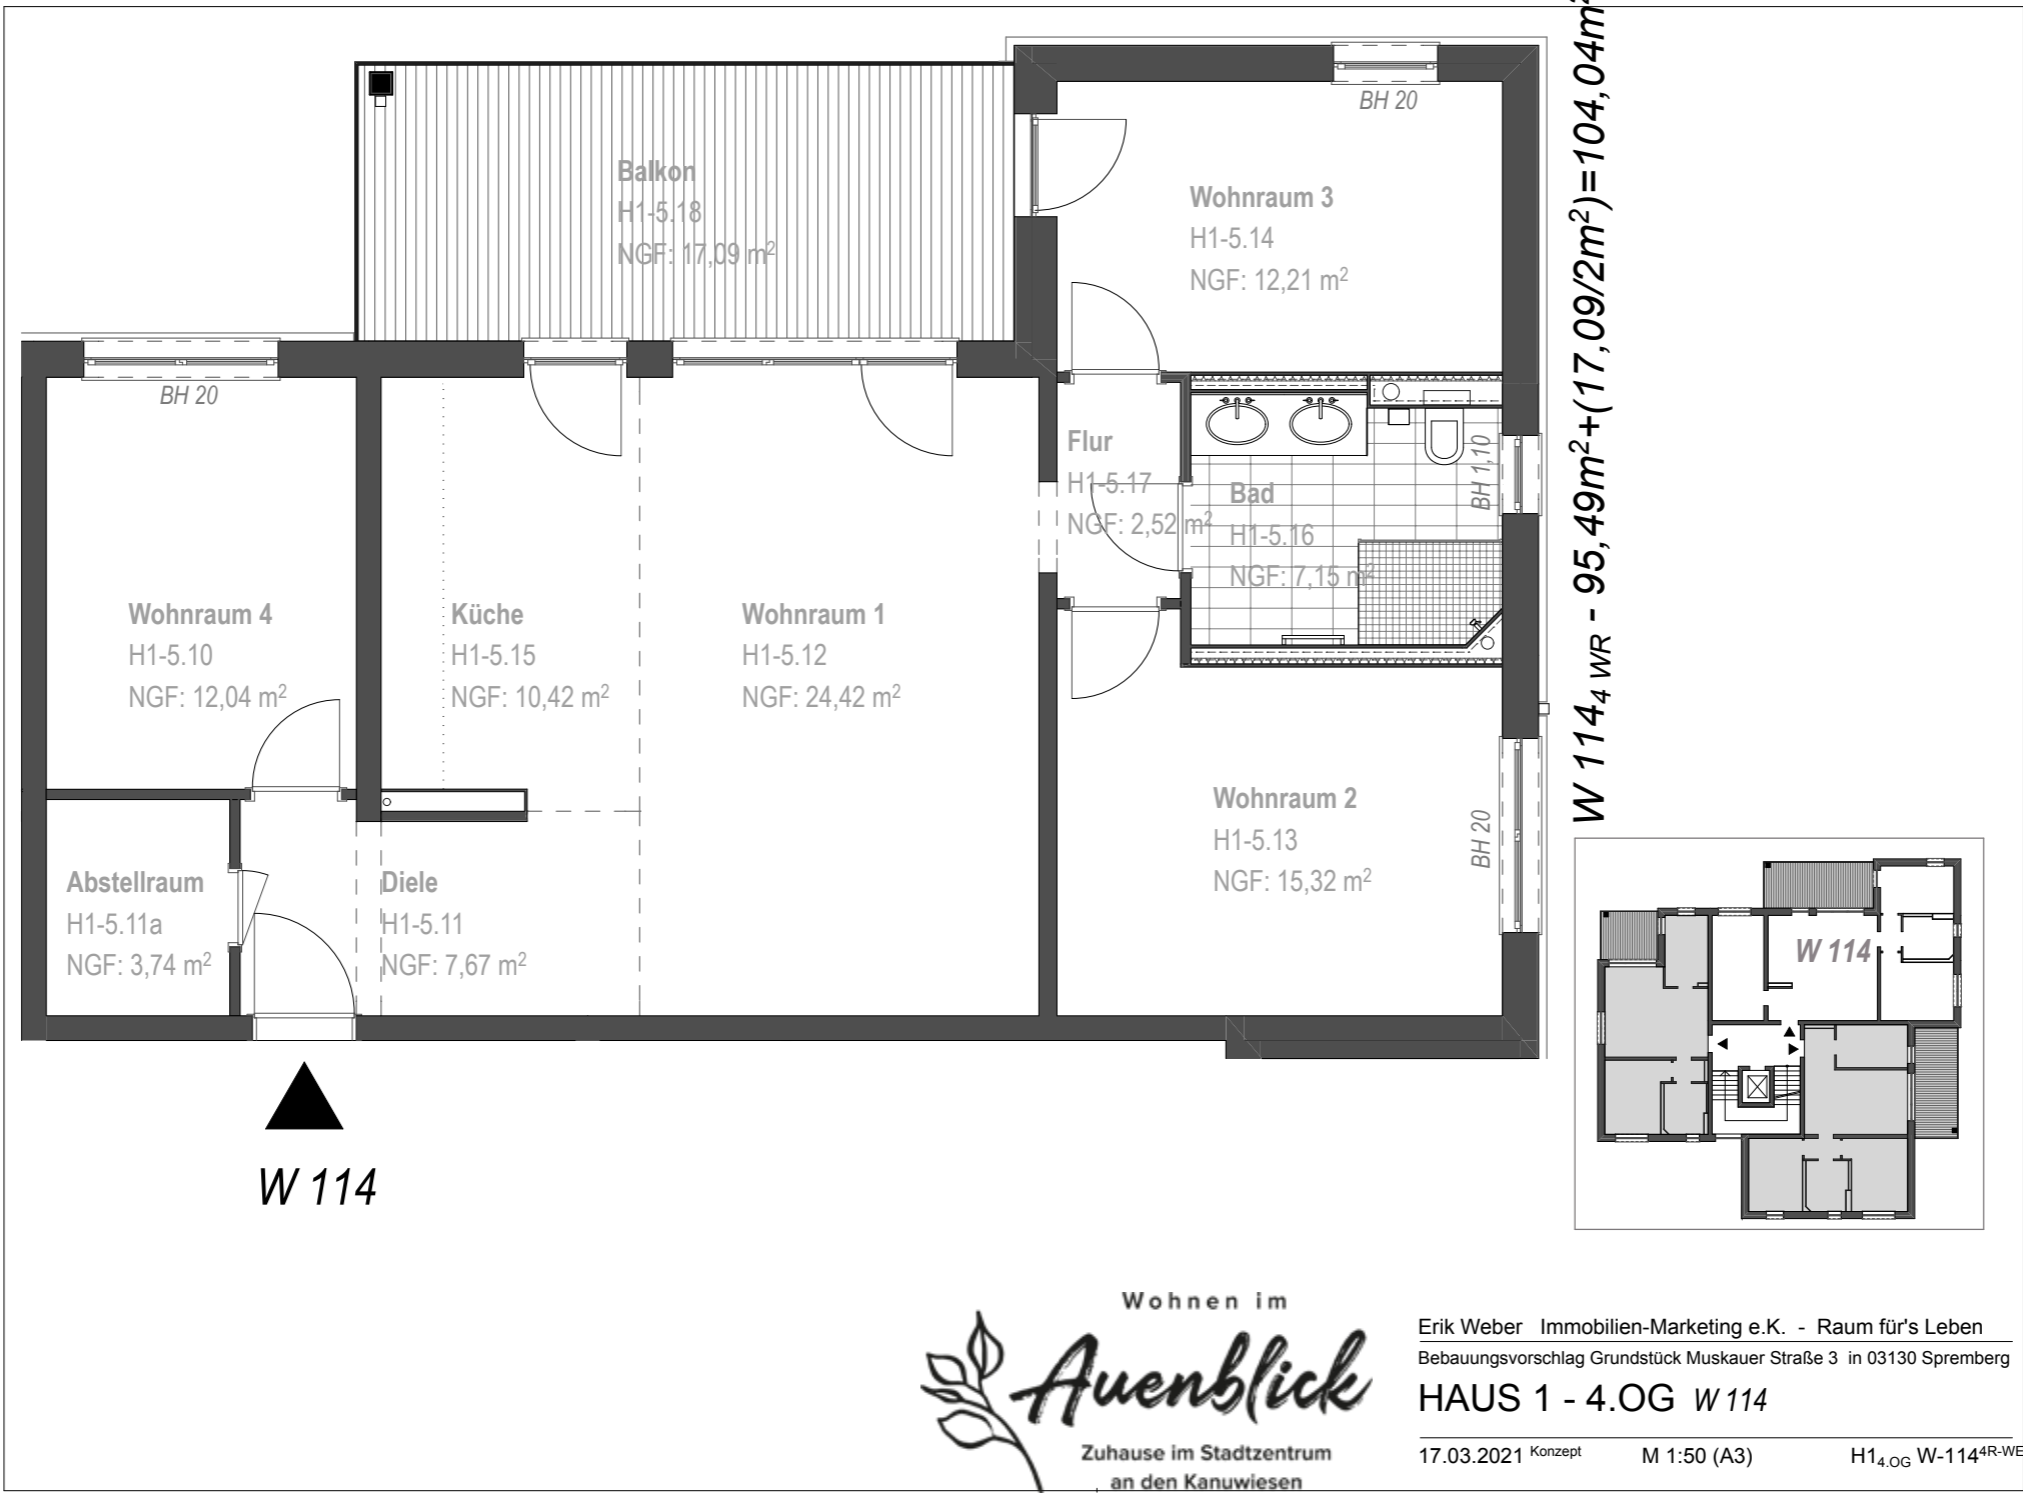 Balkon
H1-5.18
NGF: 17,09 m²
BH 20
Wohnraum 3
H1-5.14
NGF: 12,21 m²
BH 20
Flur
H1-5.17
NGF: 2,52 m²
Bad
H1-5.16
NGF: 7,15 m²
BH 1,10
Wohnraum 4
H1-5.10
NGF: 12,04 m²
Küche
H1-5.15
NGF: 10,42 m²
Wohnraum 1
H1-5.12
NGF: 24,42 m²
Wohnraum 2
H1-5.13
NGF: 15,32 m²
BH 20
Abstellraum
H1-5.11a
NGF: 3,74 m²
Diele
H1-5.11
NGF: 7,67 m²
W 114
W 114₄ WR - 95,49m²+(17,09/2m²)=104,04m²
W 114
Wohnen im
Auenblick
Zuhause im Stadtzentrum
an den Kanuwiesen
Erik Weber Immobilien-Marketing e.K. - Raum für's Leben
Bebauungsvorschlag Grundstück Muskauer Straße 3 in 03130 Spremberg
HAUS 1 - 4.OG W 114
17.03.2021 Konzept M 1:50 (A3) H14.OG W-114 4R-WE